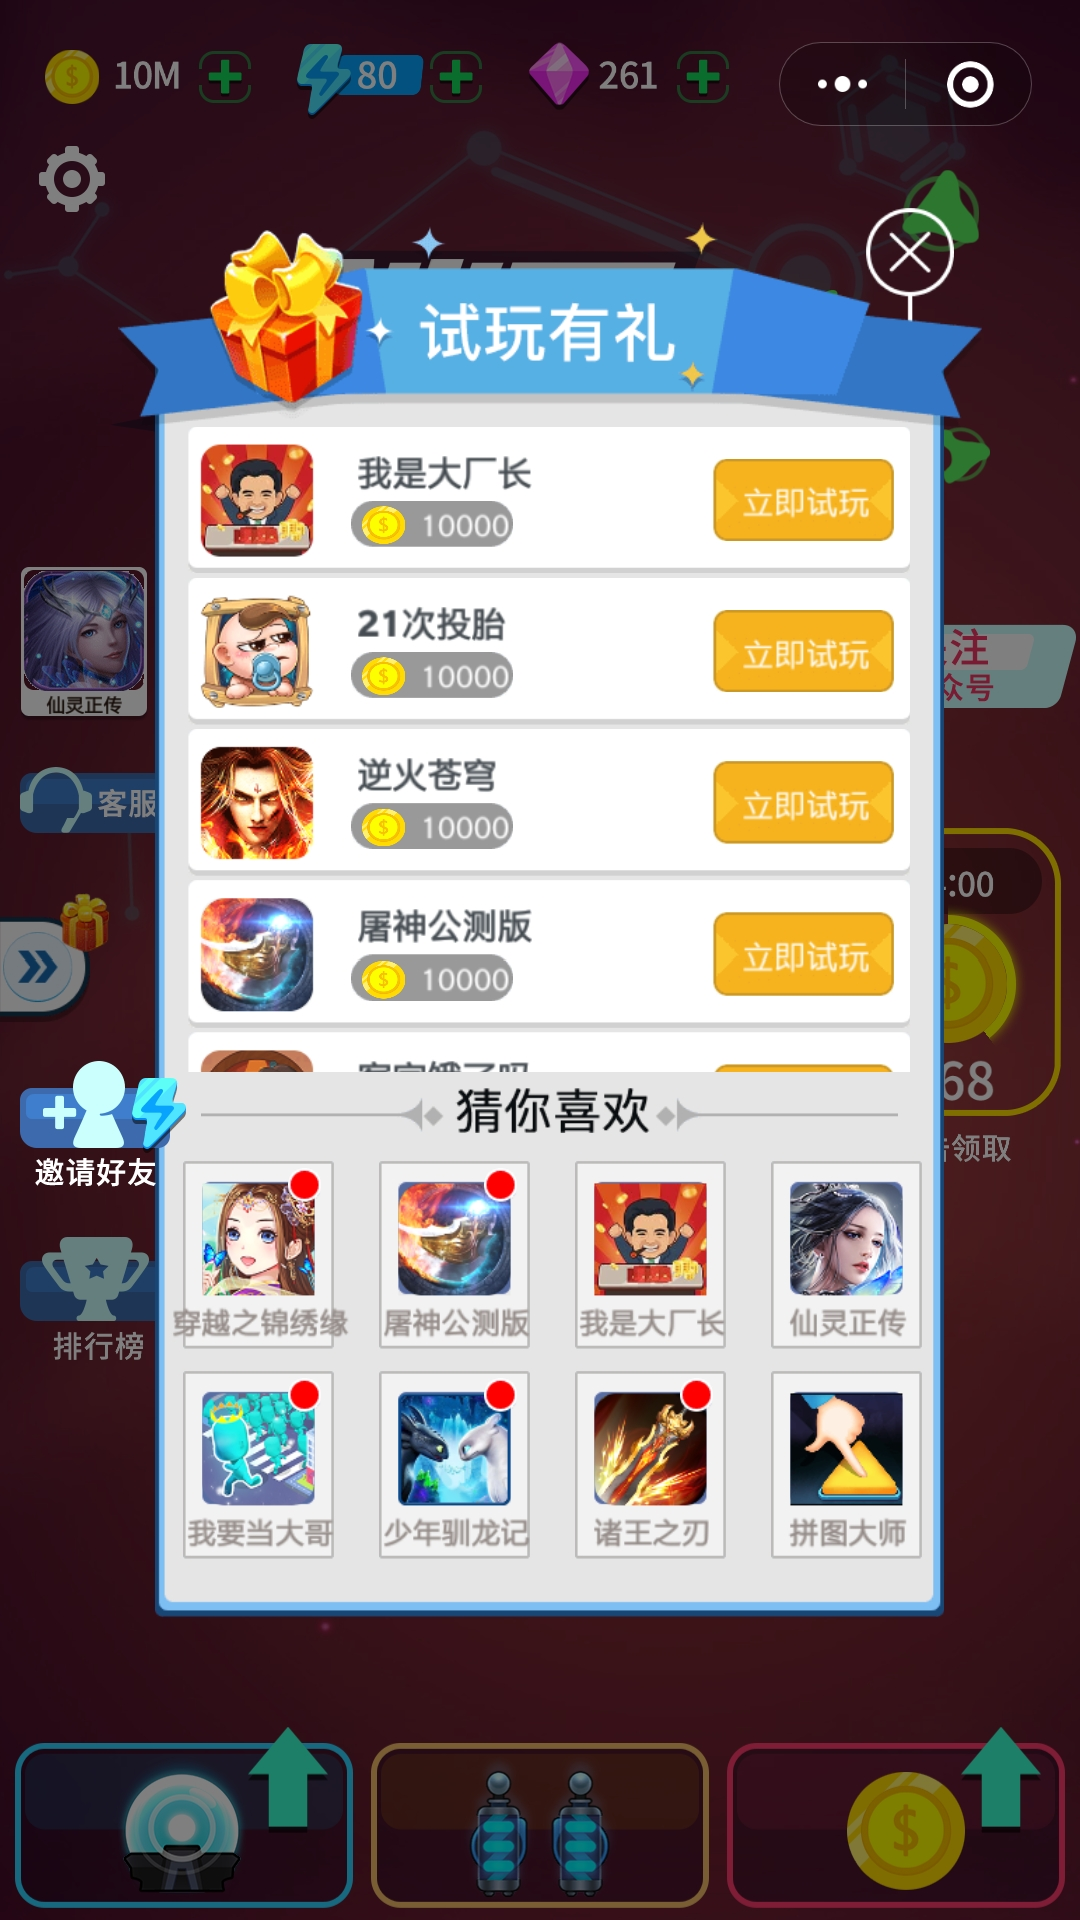 10M
80
261
试玩有礼
我是大厂长
10000
立即试玩
21次投胎
10000
立即试玩
仙灵正传
注
众号
逆火苍穹
10000
立即试玩
客服
:00
屠神公测版
10000
立即试玩
68
猜你喜欢
领取
邀请好友
穿越之锦绣缘
屠神公测版
我是大厂长
仙灵正传
排行榜
我要当大哥
少年驯龙记
诸王之刃
拼图大师